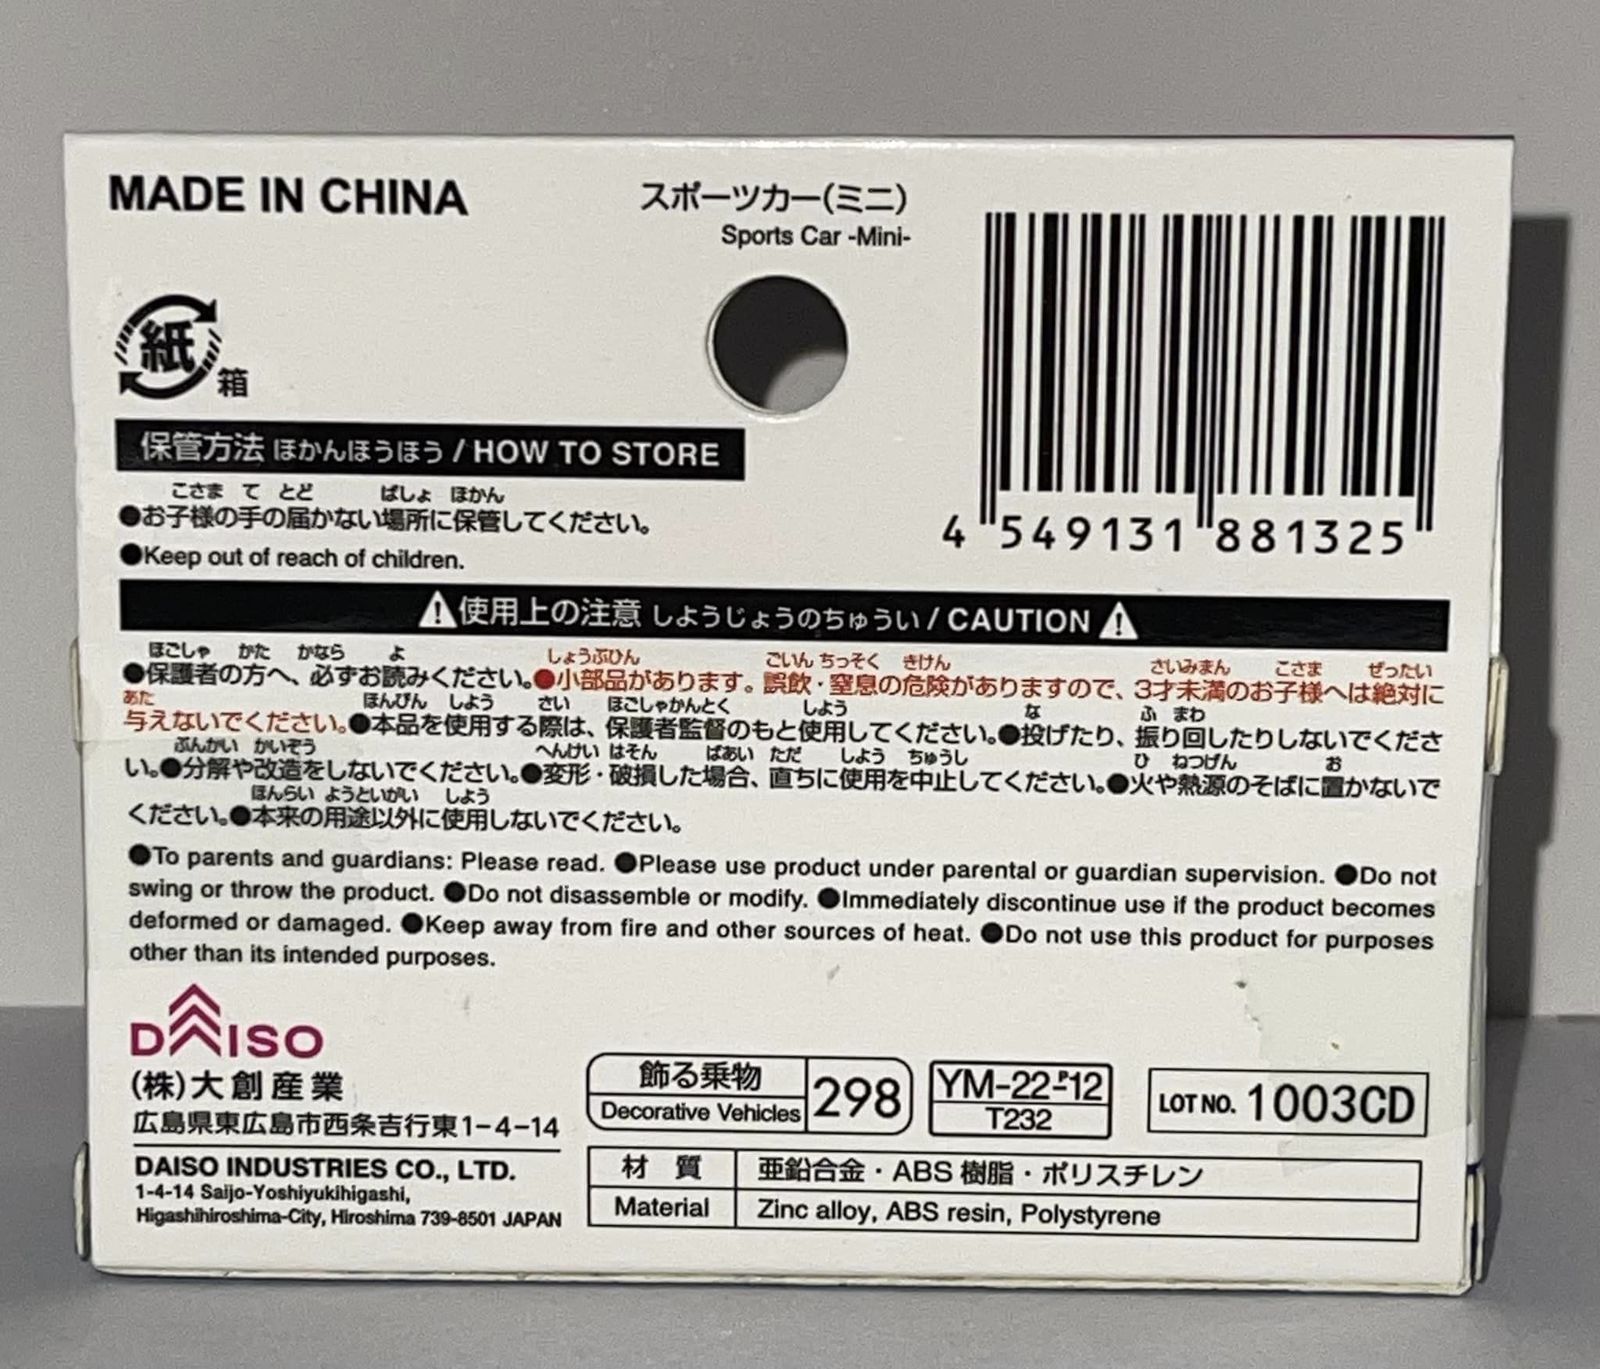 MADE IN CHINA
スポーツカー(ミニ)
Sports Car -Mini-
紙
箱
4 549131 881325
保管方法 ほかんほうほう / HOW TO STORE
こさま て とど ばしょ ほかん
●お子様の手の届かない場所に保管してください。
●Keep out of reach of children.
使用上の注意 しようじょうのちゅうい / CAUTION
ほごしゃ かた かなら よ しょうぶひん ごいん ちっそく きけん さいみまん こさま ぜったい
●保護者の方へ、必ずお読みください。●小部品があります。誤飲・窒息の危険がありますので、3才未満のお子様へは絶対に
あた ほんぴん しよう さい ほごしゃかんとく しよう な ふ まわ
与えないでください。●本品を使用する際は、保護者監督のもと使用してください。●投げたり、振り回したりしないでくださ
ぶんかい かいぞう へんけい はそん ばあい ただ しよう ちゅうし ひ ねつげん お
い。●分解や改造をしないでください。●変形・破損した場合、直ちに使用を中止してください。●火や熱源のそばに置かないで
ほんらい ようといがい しよう
ください。●本来の用途以外に使用しないでください。
●To parents and guardians: Please read. ●Please use product under parental or guardian supervision. ●Do not
swing or throw the product. ●Do not disassemble or modify. ●Immediately discontinue use if the product becomes
deformed or damaged. ●Keep away from fire and other sources of heat. ●Do not use this product for purposes
other than its intended purposes.
DAISO
(株)大創産業
広島県東広島市西条吉行東1-4-14
DAISO INDUSTRIES CO., LTD.
1-4-14 Saijo-Yoshiyukihigashi,
Higashihiroshima-City, Hiroshima 739-8501 JAPAN
飾る乗物
Decorative Vehicles
298
YM-22-P12
T232
LOT NO. 1003CD
材 質 亜鉛合金・ABS 樹脂・ポリスチレン
Material Zinc alloy, ABS resin, Polystyrene